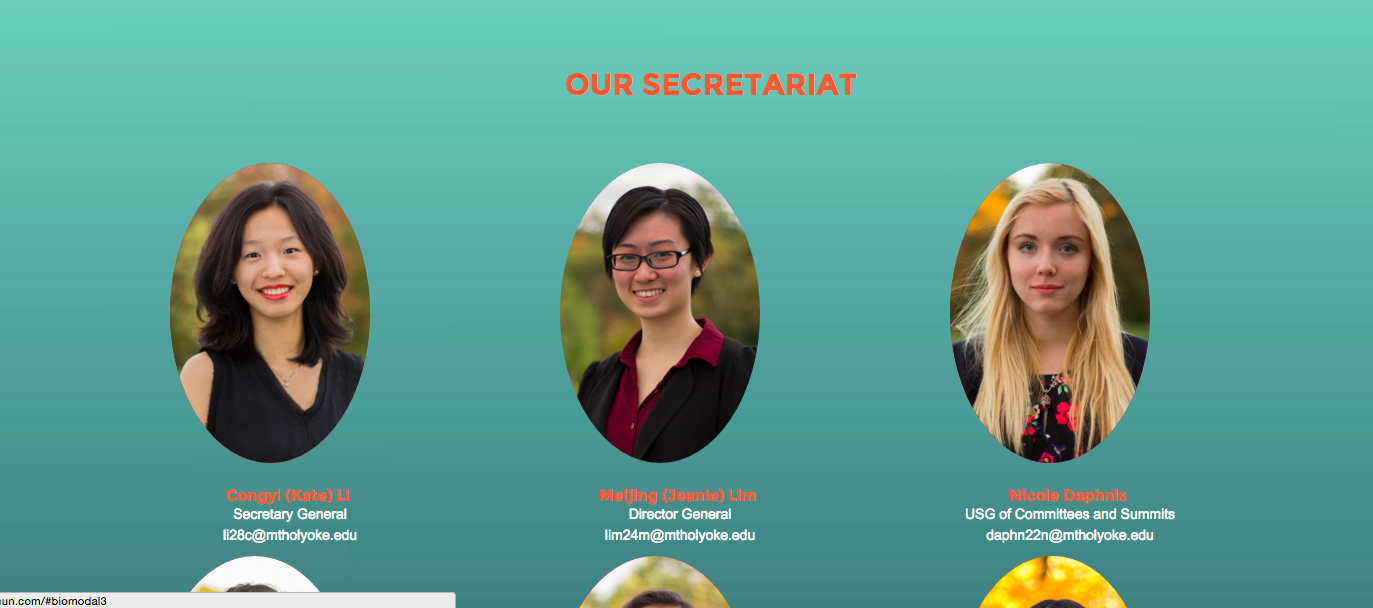 OUR SECRETARIAT
Congyi (Kate) Li
Secretary General
li28c@mtholyoke.edu
Meijing (Jeanie) Lim
Director General
lim24m@mtholyoke.edu
Nicole Daphnis
USG of Committees and Summits
daphn22n@mtholyoke.edu
un.com/#biomodal3